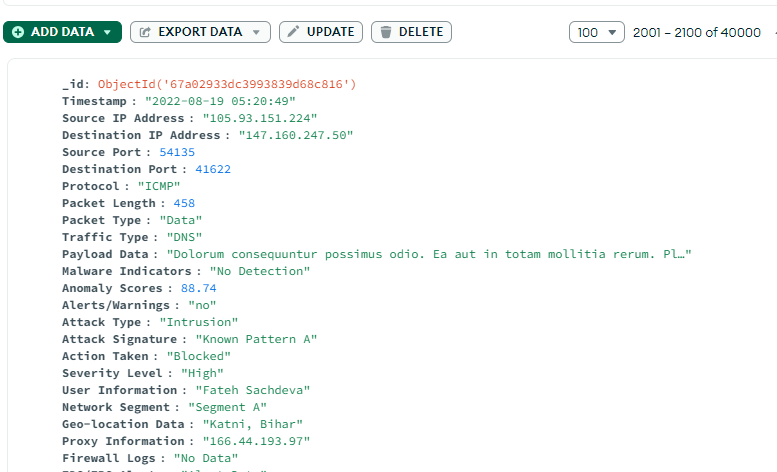 ADD DATA EXPORT DATA UPDATE DELETE 100 2001 – 2100 of 40000
_id: ObjectId('67a02933dc3993839d68c816')
Timestamp : "2022-08-19 05:20:49"
Source IP Address : "105.93.151.224"
Destination IP Address : "147.160.247.50"
Source Port : 54135
Destination Port : 41622
Protocol : "ICMP"
Packet Length : 458
Packet Type : "Data"
Traffic Type : "DNS"
Payload Data : "Dolorum consequuntur possimus odio. Ea aut in totam mollitia rerum. Pl…"
Malware Indicators : "No Detection"
Anomaly Scores : 88.74
Alerts/Warnings : "no"
Attack Type : "Intrusion"
Attack Signature : "Known Pattern A"
Action Taken : "Blocked"
Severity Level : "High"
User Information : "Fateh Sachdeva"
Network Segment : "Segment A"
Geo-location Data : "Katni, Bihar"
Proxy Information : "166.44.193.97"
Firewall Logs : "No Data"